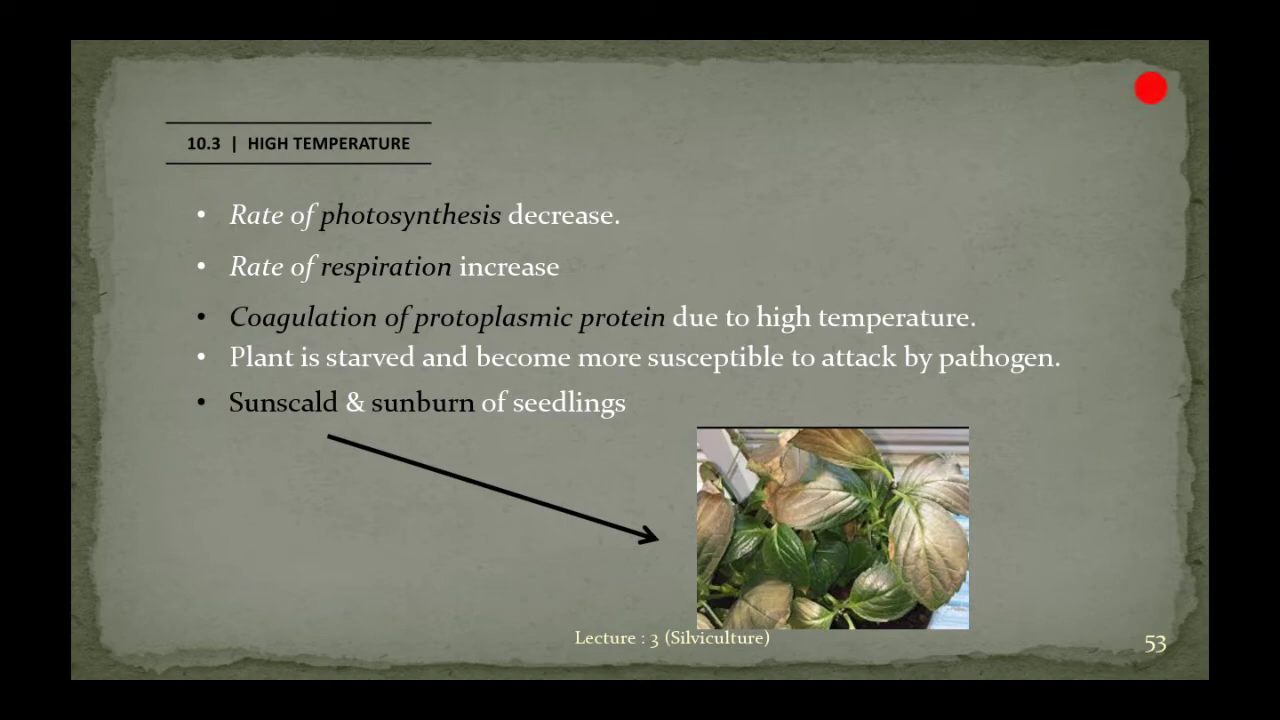 10.3 | HIGH TEMPERATURE
• Rate of photosynthesis decrease.
• Rate of respiration increase
• Coagulation of protoplasmic protein due to high temperature.
• Plant is starved and become more susceptible to attack by pathogen.
• Sunscald & sunburn of seedlings
Lecture : 3 (Silviculture)
53